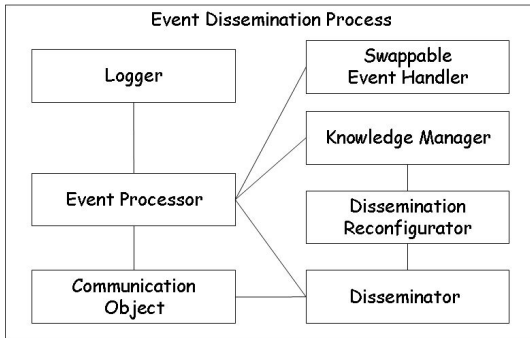 Event Dissemination Process
Logger
Swappable
Event Handler
Knowledge Manager
Event Processor
Dissemination
Reconfigurator
Communication
Object
Disseminator